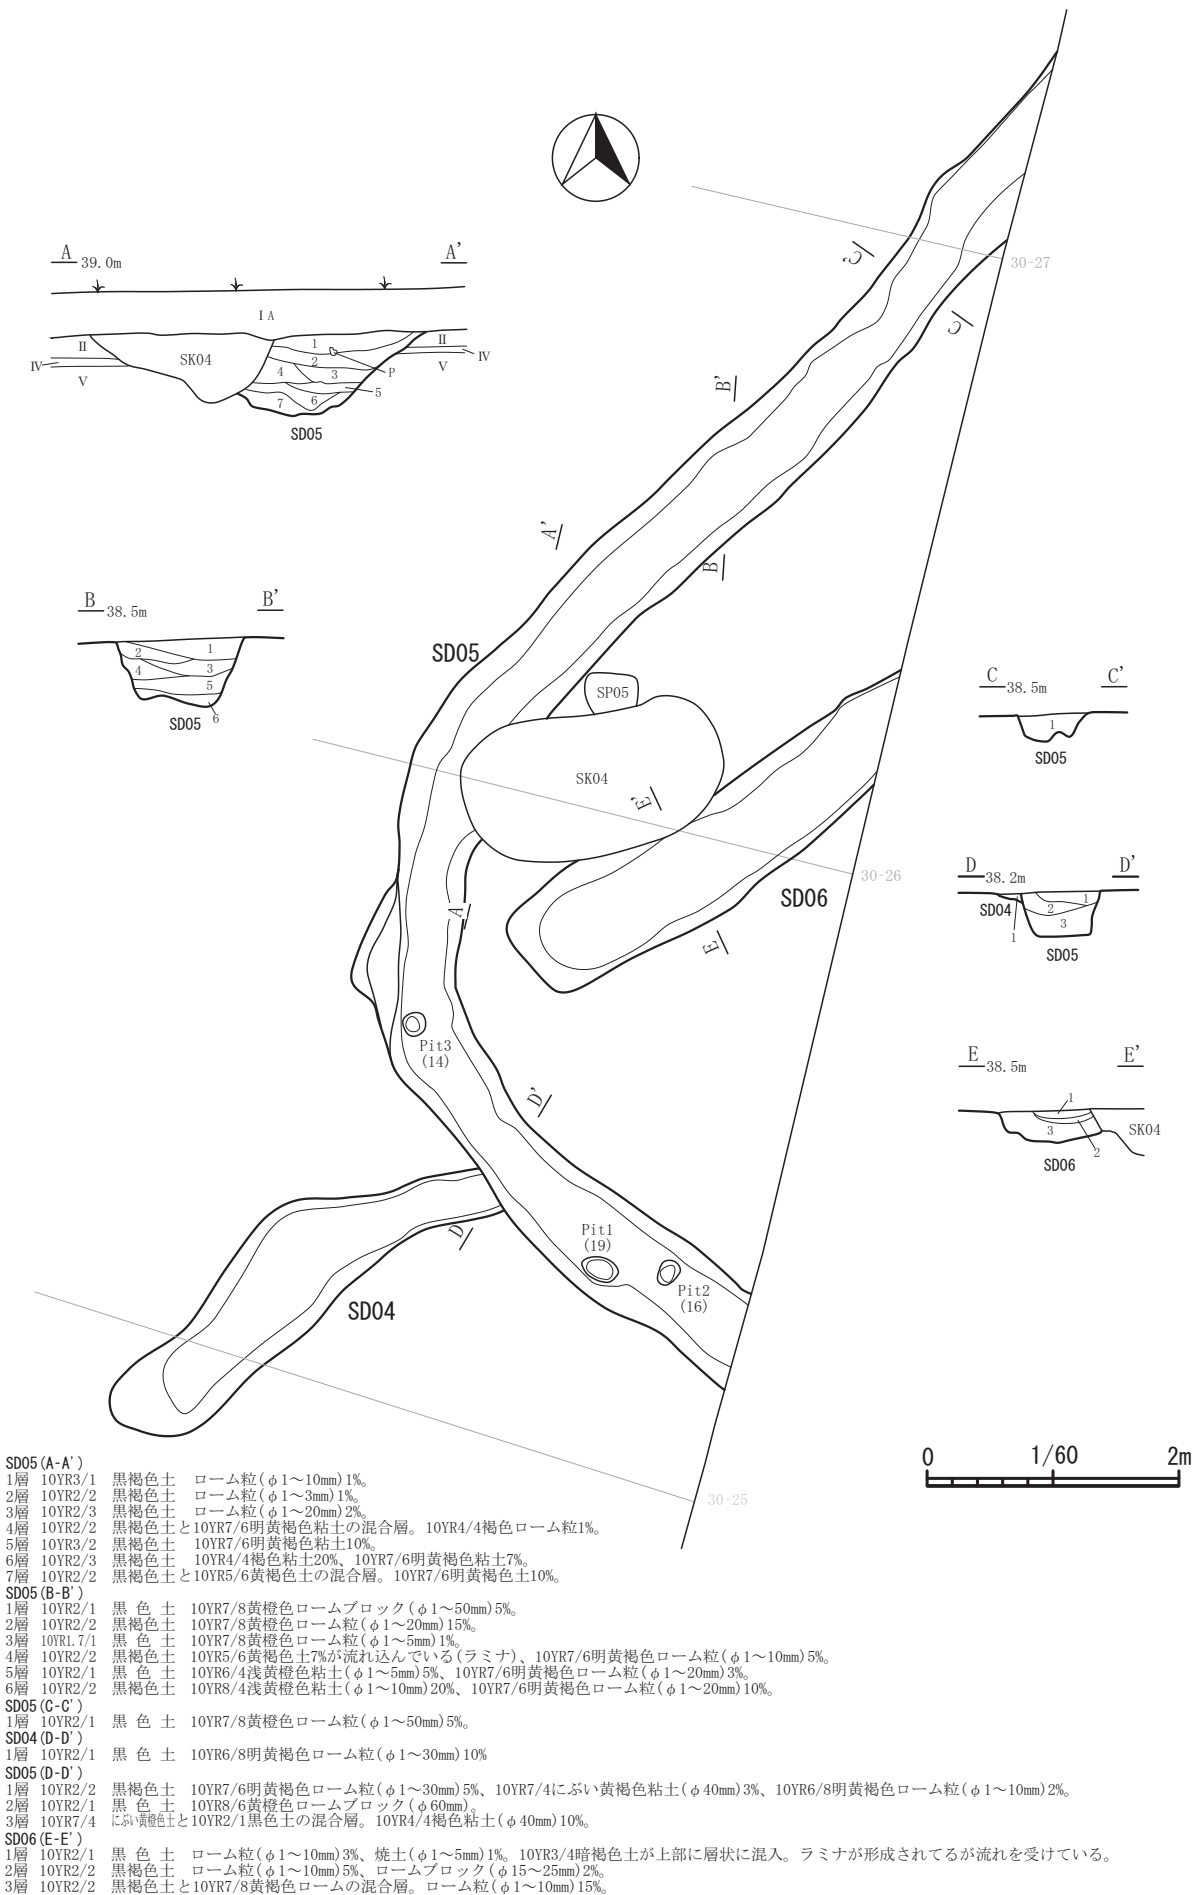 30-27
A 39.0m A'
I A
II SK04 1 II
IV 2 IV
V 4 3 P V
7 6 5
SD05
C' C
B' B
A' A
B 38.5m B'
2 1
4 3
5
SD05 6
SD05
SP05
SK04
E'
30-26
SD06
E
C 38.5m C'
1
SD05
D 38.2m D'
SD04 2 1
1 3
SD05
E 38.5m E'
1
3 SK04
2
SD06
Pit3
(14)
D'
D
Pit1
(19)
Pit2
(16)
SD04
30-25
0 1/60 2m
SD05(A-A')
1層 10YR3/1 黒褐色土 ローム粒(φ1～10mm)1%。
2層 10YR2/2 黒褐色土 ローム粒(φ1～3mm)1%。
3層 10YR2/3 黒褐色土 ローム粒(φ1～20mm)2%。
4層 10YR2/2 黒褐色土と10YR7/6明黄褐色粘土の混合層。10YR4/4褐色ローム粒1%。
5層 10YR3/2 黒褐色土 10YR7/6明黄褐色粘土10%。
6層 10YR2/3 黒褐色土 10YR4/4褐色粘土20%、10YR7/6明黄褐色粘土7%。
7層 10YR2/2 黒褐色土と10YR5/6黄褐色土の混合層。10YR7/6明黄褐色土10%。
SD05(B-B')
1層 10YR2/1 黒 色 土 10YR7/8黄橙色ロームブロック(φ1～50mm)5%。
2層 10YR2/2 黒褐色土 10YR7/8黄橙色ローム粒(φ1～20mm)15%。
3層 10YR1.7/1 黒 色 土 10YR7/8黄橙色ローム粒(φ1～5mm)1%。
4層 10YR2/2 黒褐色土 10YR5/6黄褐色土7%が流れ込んでいる(ラミナ)、10YR7/6明黄褐色ローム粒(φ1～10mm)5%。
5層 10YR2/1 黒 色 土 10YR6/4浅黄橙色粘土(φ1～5mm)5%、10YR7/6明黄褐色ローム粒(φ1～20mm)3%。
6層 10YR2/2 黒褐色土 10YR8/4浅黄橙色粘土(φ1～10mm)20%、10YR7/6明黄褐色ローム粒(φ1～20mm)10%。
SD05(C-C')
1層 10YR2/1 黒 色 土 10YR7/8黄橙色ローム粒(φ1～50mm)5%。
SD04(D-D')
1層 10YR2/1 黒 色 土 10YR6/8明黄褐色ローム粒(φ1～30mm)10%
SD05(D-D')
1層 10YR2/2 黒褐色土 10YR7/6明黄褐色ローム粒(φ1～30mm)5%、10YR7/4にぶい黄褐色粘土(φ40mm)3%、10YR6/8明黄褐色ローム粒(φ1～10mm)2%。
2層 10YR2/1 黒 色 土 10YR8/6黄橙色ロームブロック(φ60mm)。
3層 10YR7/4 にぶい黄橙色土と10YR2/1黒色土の混合層。10YR4/4褐色粘土(φ40mm)10%。
SD06(E-E')
1層 10YR2/1 黒 色 土 ローム粒(φ1～10mm)3%、焼土(φ1～5mm)1%。10YR3/4暗褐色土が上部に層状に混入。ラミナが形成されてるが流れを受けている。
2層 10YR2/2 黒褐色土 ローム粒(φ1～10mm)5%、ロームブロック(φ15～25mm)2%。
3層 10YR2/2 黒褐色土と10YR7/8黄橙色ロームの混合層。ローム粒(φ1～10mm)15%。